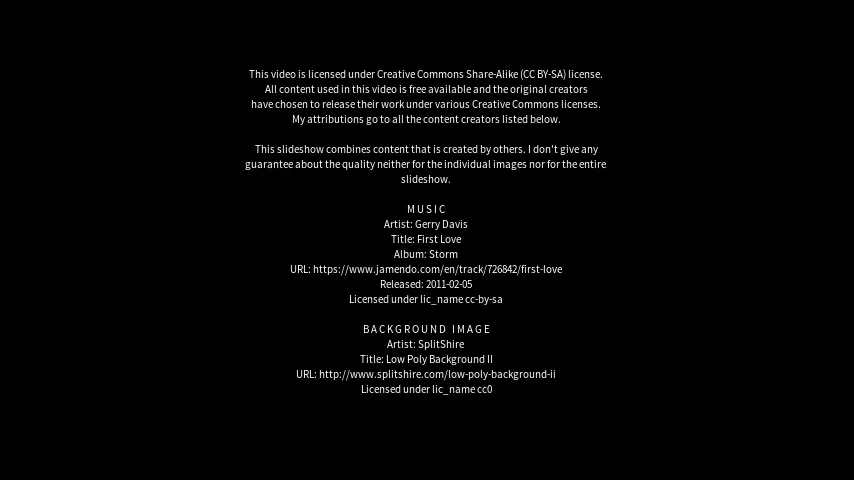 This video is licensed under Creative Commons Share-Alike (CC BY-SA) license.
All content used in this video is free available and the original creators
have chosen to release their work under various Creative Commons licenses.
My attributions go to all the content creators listed below.
This slideshow combines content that is created by others. I don't give any
guarantee about the quality neither for the individual images nor for the entire
slideshow.
MUSIC
Artist: Gerry Davis
Title: First Love
Album: Storm
URL: https://www.jamendo.com/en/track/726842/first-love
Released: 2011-02-05
Licensed under lic_name cc-by-sa
BACKGROUND IMAGE
Artist: SplitShire
Title: Low Poly Background II
URL: http://www.splitshire.com/low-poly-background-ii
Licensed under lic_name cc0